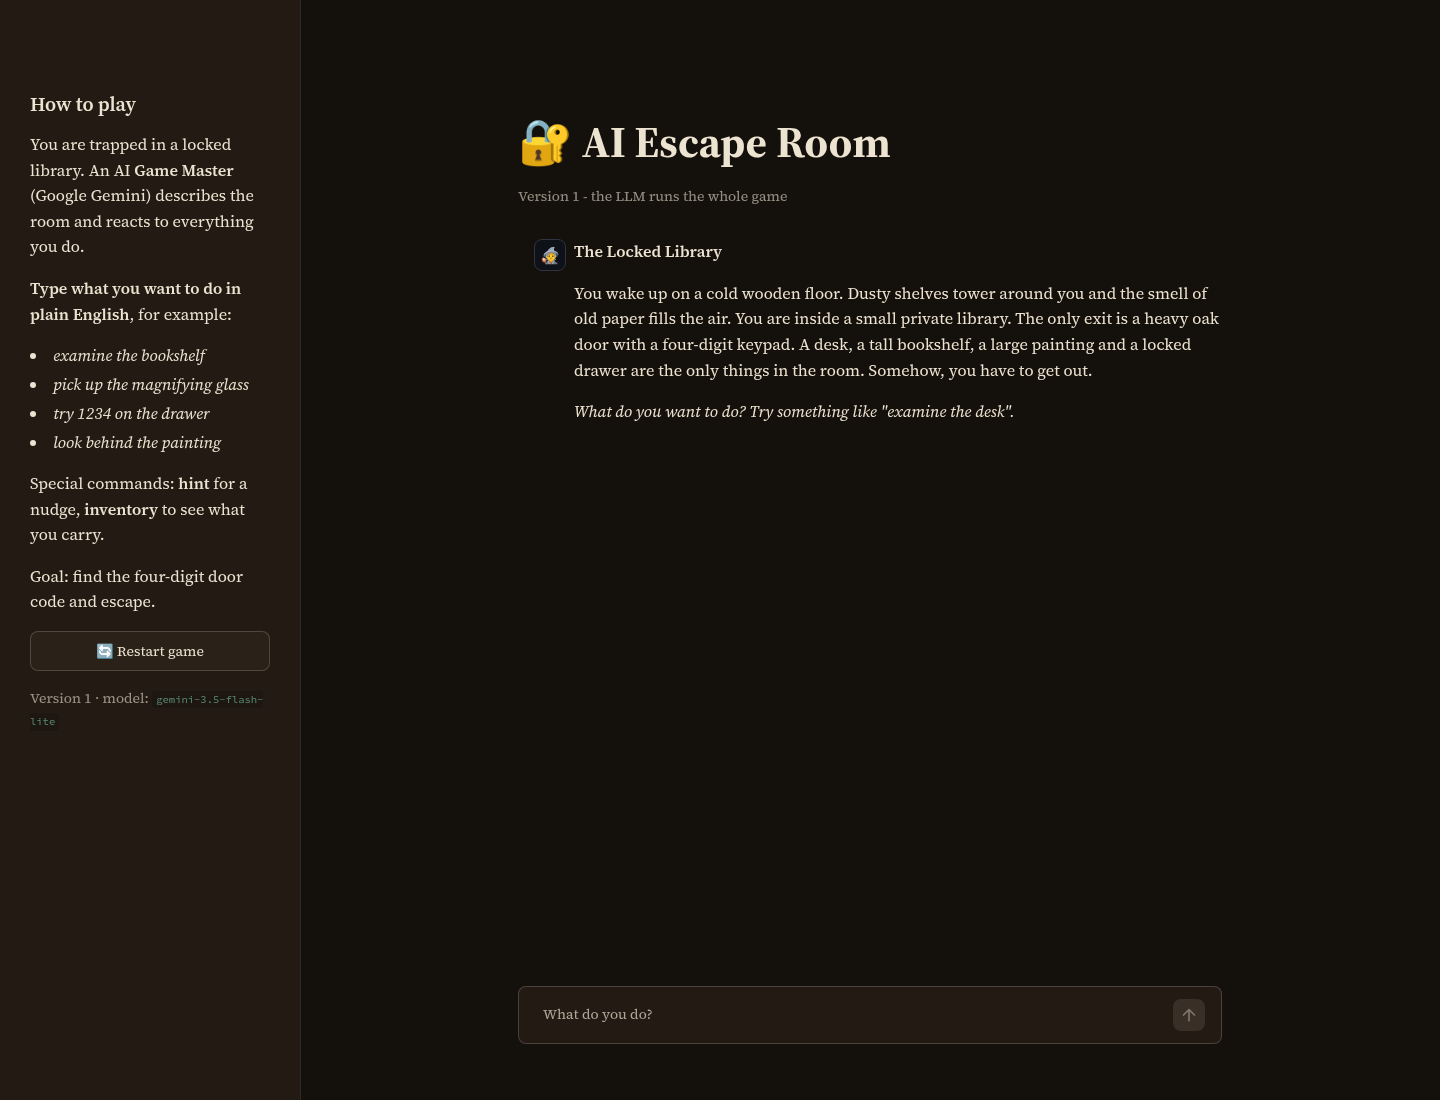 How to play
You are trapped in a locked
library. An AI Game Master
(Google Gemini) describes the
room and reacts to everything
you do.
Type what you want to do in
plain English, for example:
examine the bookshelf
pick up the magnifying glass
try 1234 on the drawer
look behind the painting
Special commands: hint for a
nudge, inventory to see what
you carry.
Goal: find the four-digit door
code and escape.
Restart game
Version 1 · model: gemini-3.5-flash-
lite
AI Escape Room
Version 1 - the LLM runs the whole game
The Locked Library
You wake up on a cold wooden floor. Dusty shelves tower around you and the smell of
old paper fills the air. You are inside a small private library. The only exit is a heavy oak
door with a four-digit keypad. A desk, a tall bookshelf, a large painting and a locked
drawer are the only things in the room. Somehow, you have to get out.
What do you want to do? Try something like "examine the desk".
What do you do?